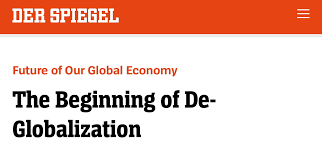 DER SPIEGEL
Future of Our Global Economy
The Beginning of De-
Globalization